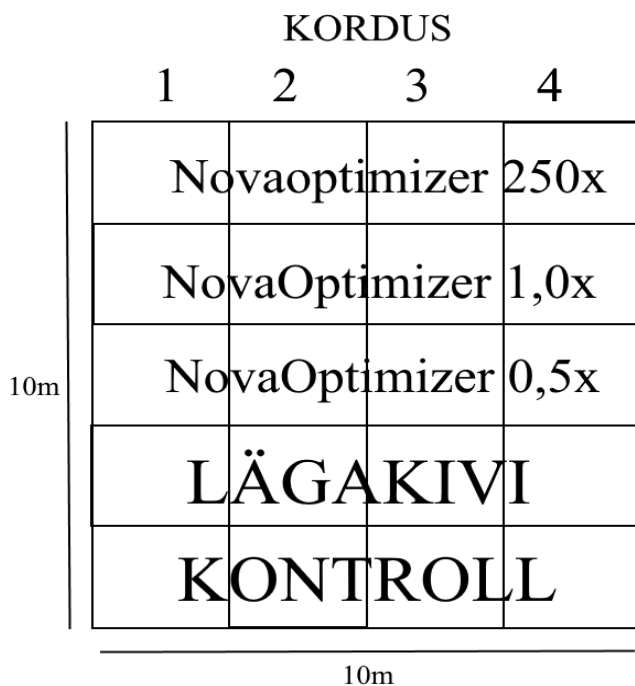 KORDUS
1 2 3 4
Novaoptimizer 250x
NovaOptimizer 1,0x
10m
NovaOptimizer 0,5x
LÄGAKIVI
KONTROLL
10m